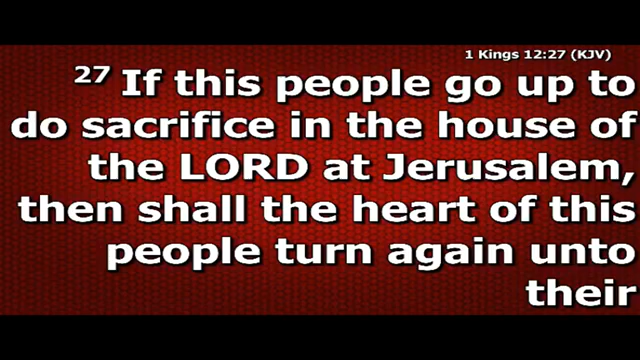 1 Kings 12:27 (KJV)
27 If this people go up to
do sacrifice in the house of
the LORD at Jerusalem,
then shall the heart of this
people turn again unto
their